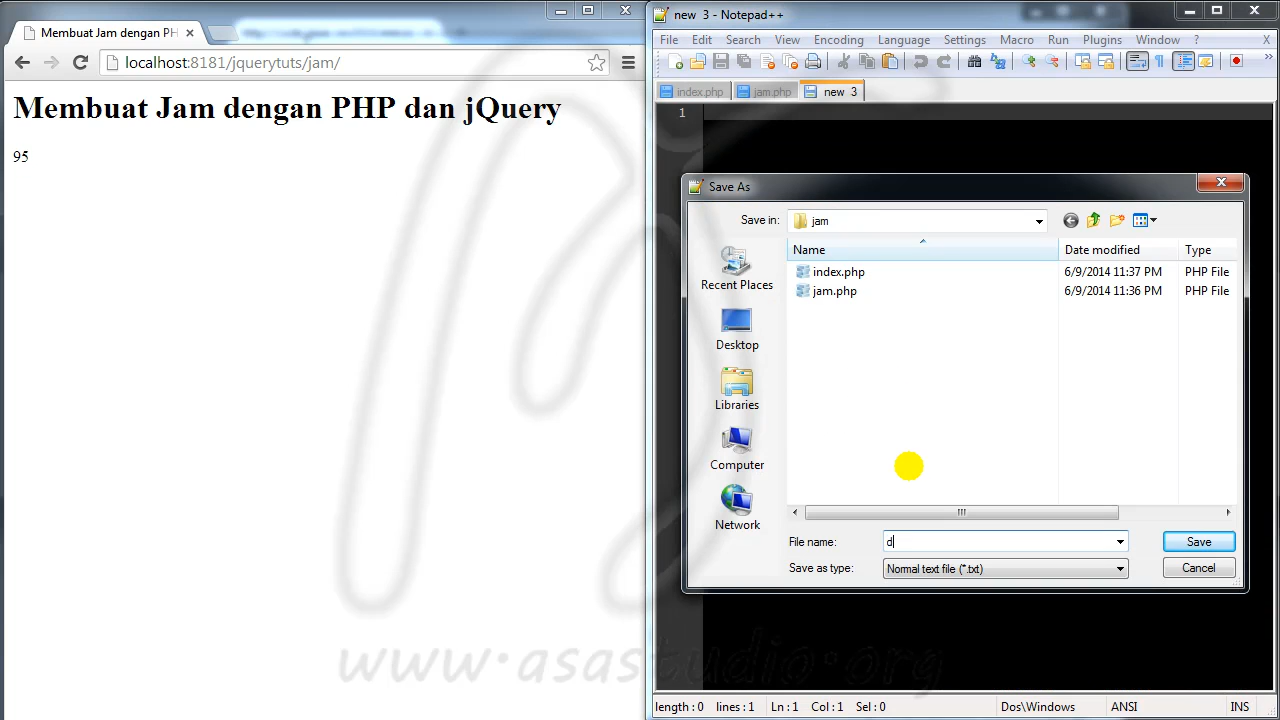 Membuat Jam dengan PH
localhost:8181/jquerytuts/jam/
Membuat Jam dengan PHP dan jQuery
95
new 3 - Notepad++
File Edit Search View Encoding Language Settings Macro Run Plugins Window ? X
index.php jam.php new 3
1
Save As
Save in: jam
Name Date modified Type
index.php 6/9/2014 11:37 PM PHP File
jam.php 6/9/2014 11:36 PM PHP File
Recent Places
Desktop
Libraries
Computer
Network
File name: d Save
Save as type: Normal text file (*.txt) Cancel
www.asastudio.org
length : 0 lines : 1 Ln : 1 Col : 1 Sel : 0 Dos\Windows ANSI INS